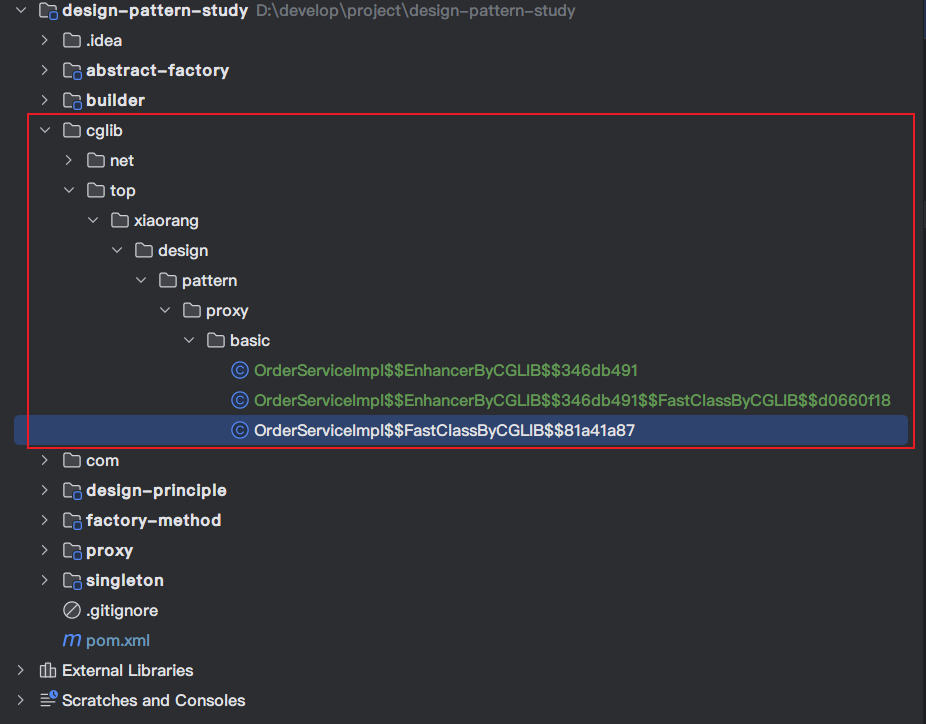 design-pattern-study D:\develop\project\design-pattern-study
.idea
abstract-factory
builder
cglib
net
top
xiaorang
design
pattern
proxy
basic
OrderServiceImpl$$EnhancerByCGLIB$$346db491
OrderServiceImpl$$EnhancerByCGLIB$$346db491$$FastClassByCGLIB$$d0660f18
OrderServiceImpl$$FastClassByCGLIB$$81a41a87
com
design-principle
factory-method
proxy
singleton
.gitignore
pom.xml
External Libraries
Scratches and Consoles